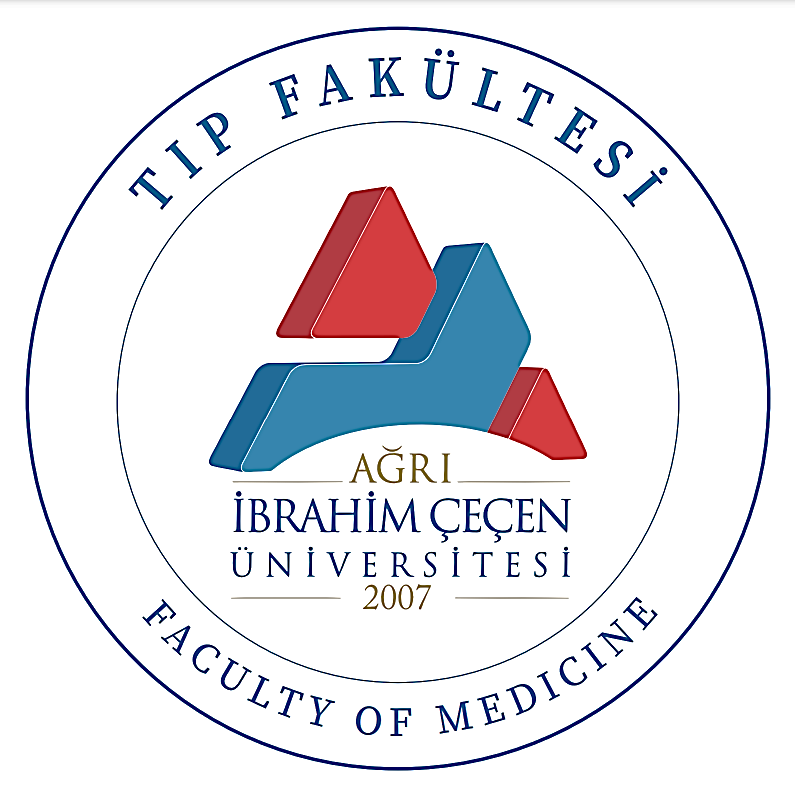 TIP FAKÜLTESİ
AĞRI
İBRAHİM ÇEÇEN
ÜNİVERSİTESİ
2007
FACULTY OF MEDICINE